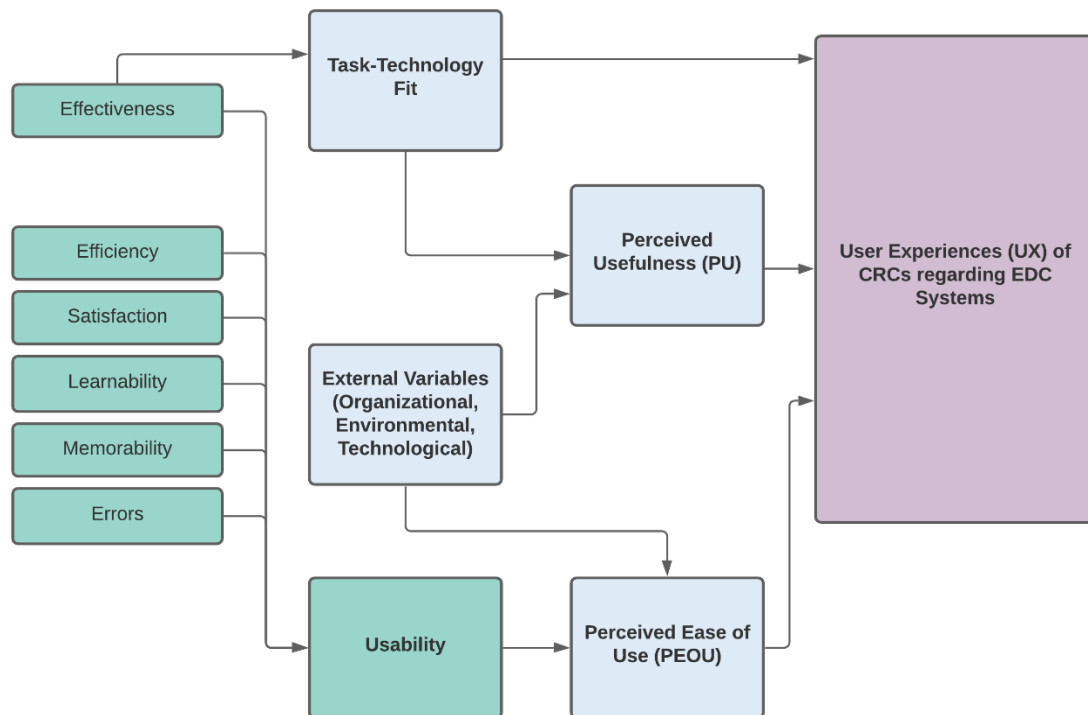 Task-Technology
Fit
Effectiveness
Efficiency
Satisfaction
Learnability
Memorability
Errors
Perceived
Usefulness (PU)
External Variables
(Organizational,
Environmental,
Technological)
Usability
Perceived Ease of
Use (PEOU)
User Experiences (UX) of
CRCs regarding EDC
Systems